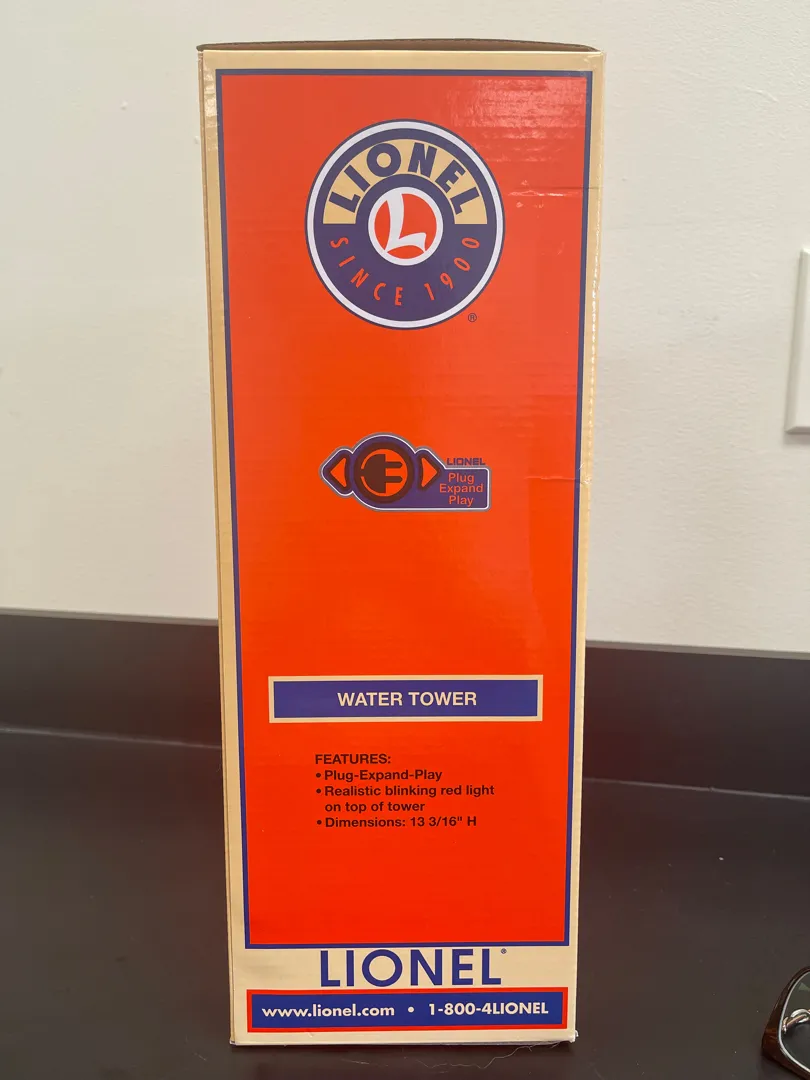 LIONEL
L
SINCE 1900
®
LIONEL
Plug
Expand
Play
WATER TOWER
FEATURES:
• Plug-Expand-Play
• Realistic blinking red light
on top of tower
• Dimensions: 13 3/16" H
LIONEL®
www.lionel.com • 1-800-4LIONEL